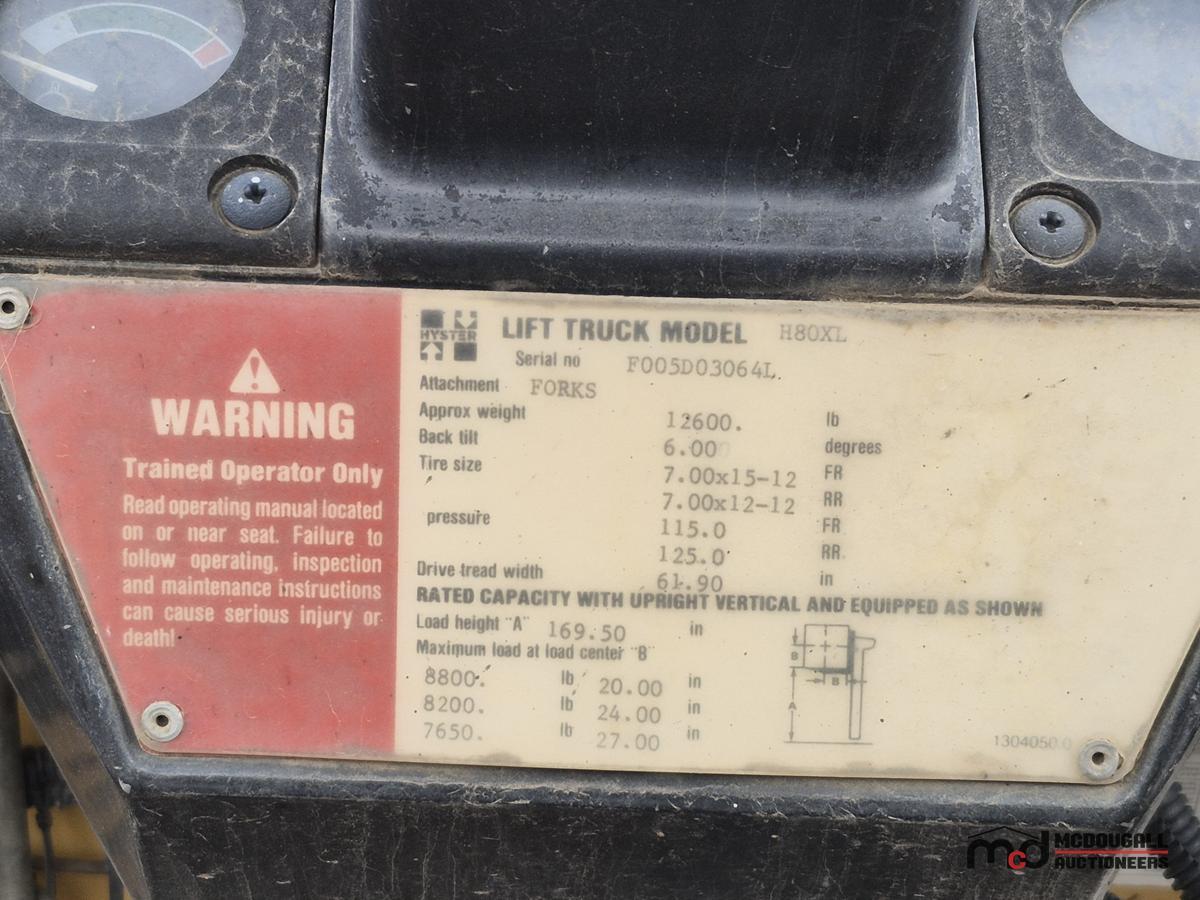 WARNING
Trained Operator Only
Read operating manual located
on or near seat. Failure to
follow operating, inspection
and maintenance instructions
can cause serious injury or
death!
HYSTER
LIFT TRUCK MODEL H80XL
Serial no F005D03064L
Attachment FORKS
Approx weight 12600. lb
Back tilt 6.00 degrees
Tire size 7.00x15-12 FR
7.00x12-12 RR
pressure 115.0 FR
125.0 RR
Drive tread width 61.90 in
RATED CAPACITY WITH UPRIGHT VERTICAL AND EQUIPPED AS SHOWN
Load height "A" 169.50 in
Maximum load at load center "B"
8800. lb 20.00 in
8200. lb 24.00 in
7650. lb 27.00 in
B
B
A
1304050.0
mcd MCDOUGALL
AUCTIONEERS